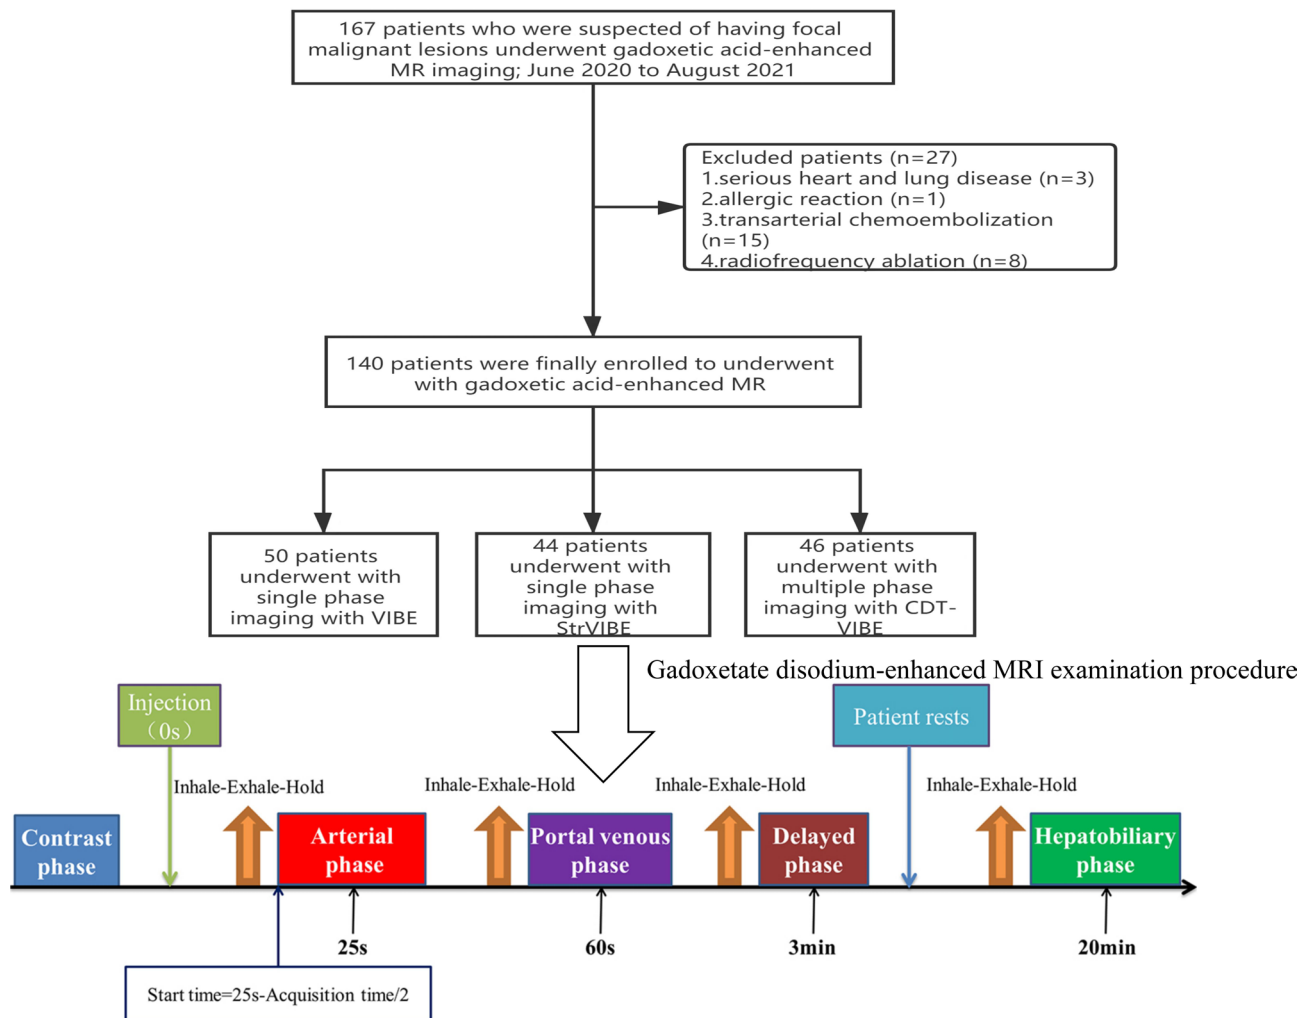 167 patients who were suspected of having focal
malignant lesions underwent gadoxetic acid-enhanced
MR imaging; June 2020 to August 2021
Excluded patients (n=27)
1.serious heart and lung disease (n=3)
2.allergic reaction (n=1)
3.transarterial chemoembolization
(n=15)
4.radiofrequency ablation (n=8)
140 patients were finally enrolled to underwent
with gadoxetic acid-enhanced MR
50 patients
underwent with
single phase
imaging with VIBE
44 patients
underwent with
single phase
imaging with
StrVIBE
46 patients
underwent with
multiple phase
imaging with CDT-
VIBE
Gadoxetate disodium-enhanced MRI examination procedure
Injection
（0s）
Patient rests
Inhale-Exhale-Hold
Inhale-Exhale-Hold
Inhale-Exhale-Hold
Inhale-Exhale-Hold
Contrast
phase
Arterial
phase
Portal venous
phase
Delayed
phase
Hepatobiliary
phase
25s
60s
3min
20min
Start time=25s-Acquisition time/2